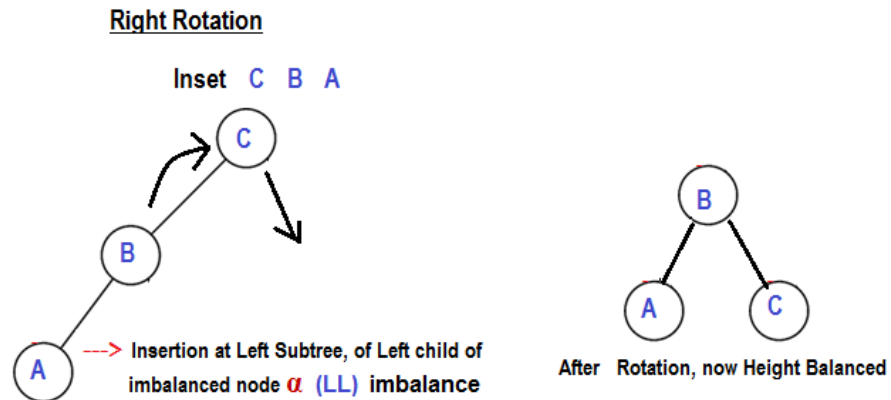 Right Rotation
Inset C B A
C
B
A
---> Insertion at Left Subtree, of Left child of
imbalanced node α (LL) imbalance
B
A
C
After Rotation, now Height Balanced